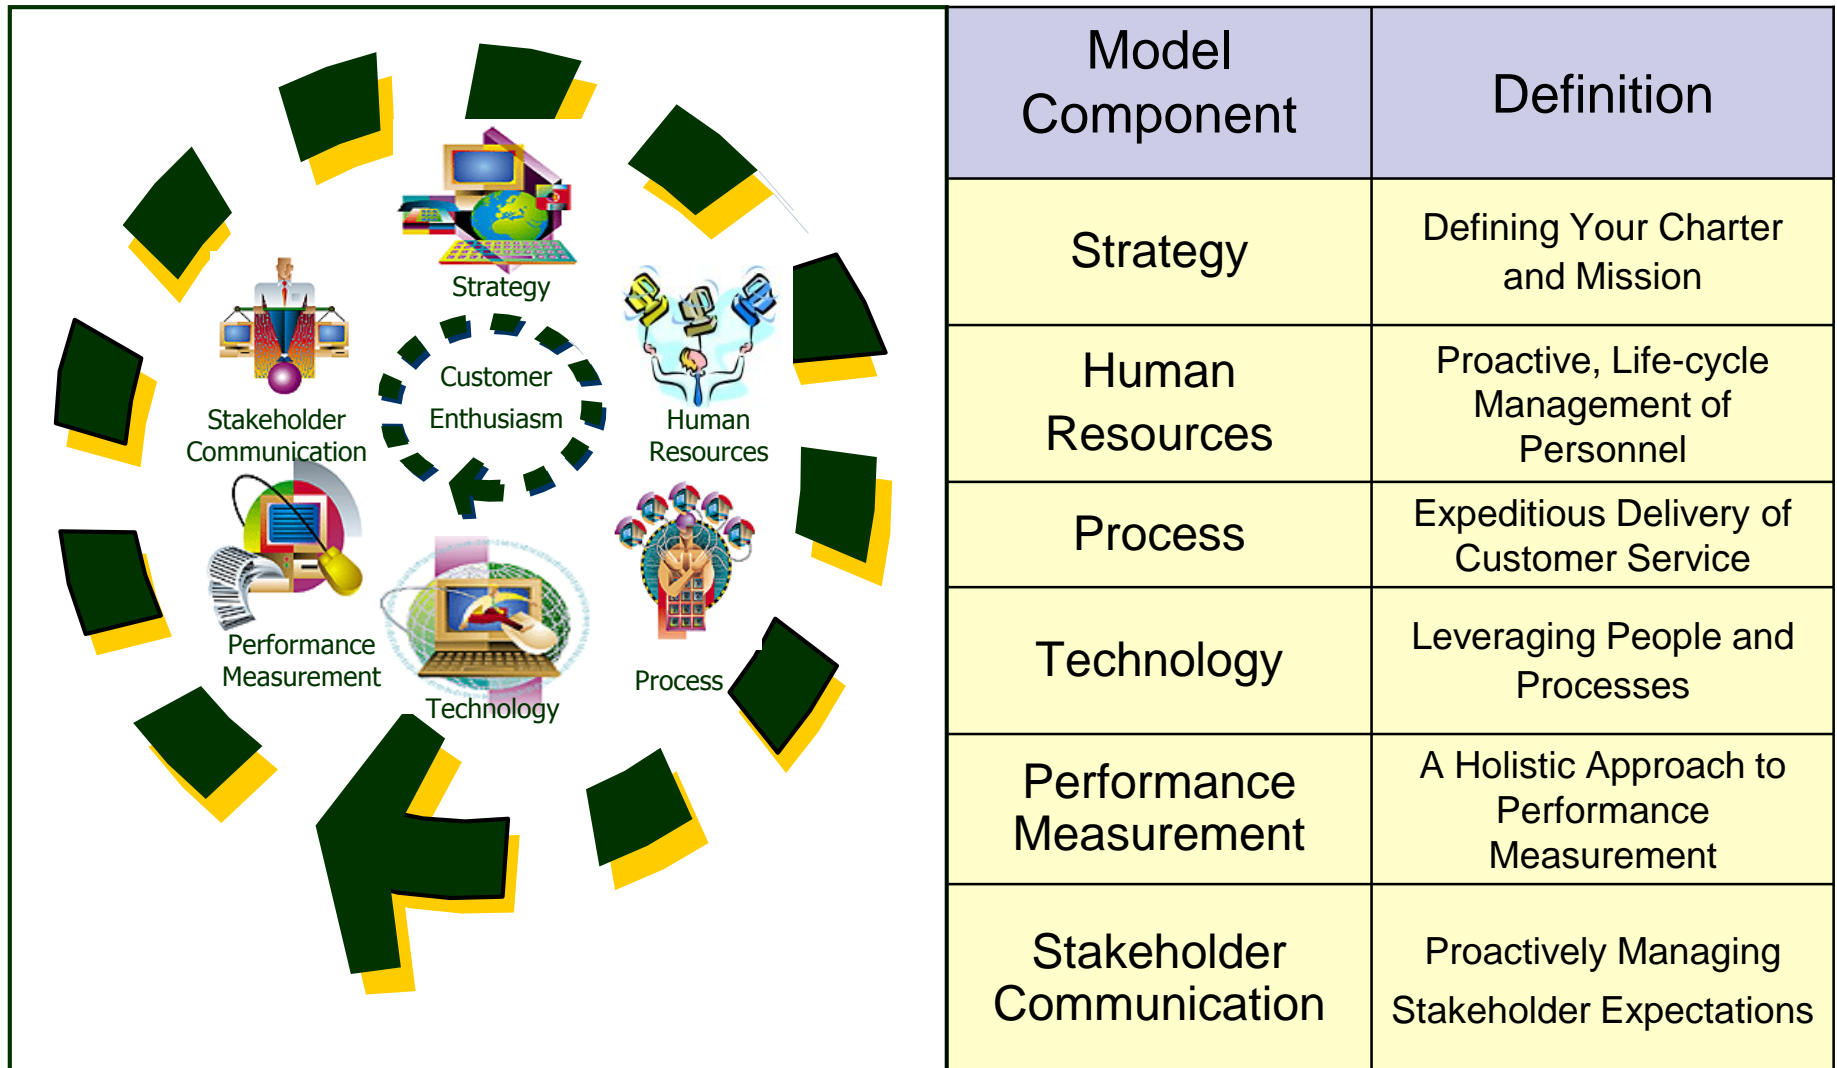 Strategy
Customer
Enthusiasm
Stakeholder
Communication
Human
Resources
Performance
Measurement
Process
Technology
Model
Component
Definition
Strategy
Defining Your Charter
and Mission
Human
Resources
Proactive, Life-cycle
Management of
Personnel
Process
Expeditious Delivery of
Customer Service
Technology
Leveraging People and
Processes
Performance
Measurement
A Holistic Approach to
Performance
Measurement
Stakeholder
Communication
Proactively Managing
Stakeholder Expectations